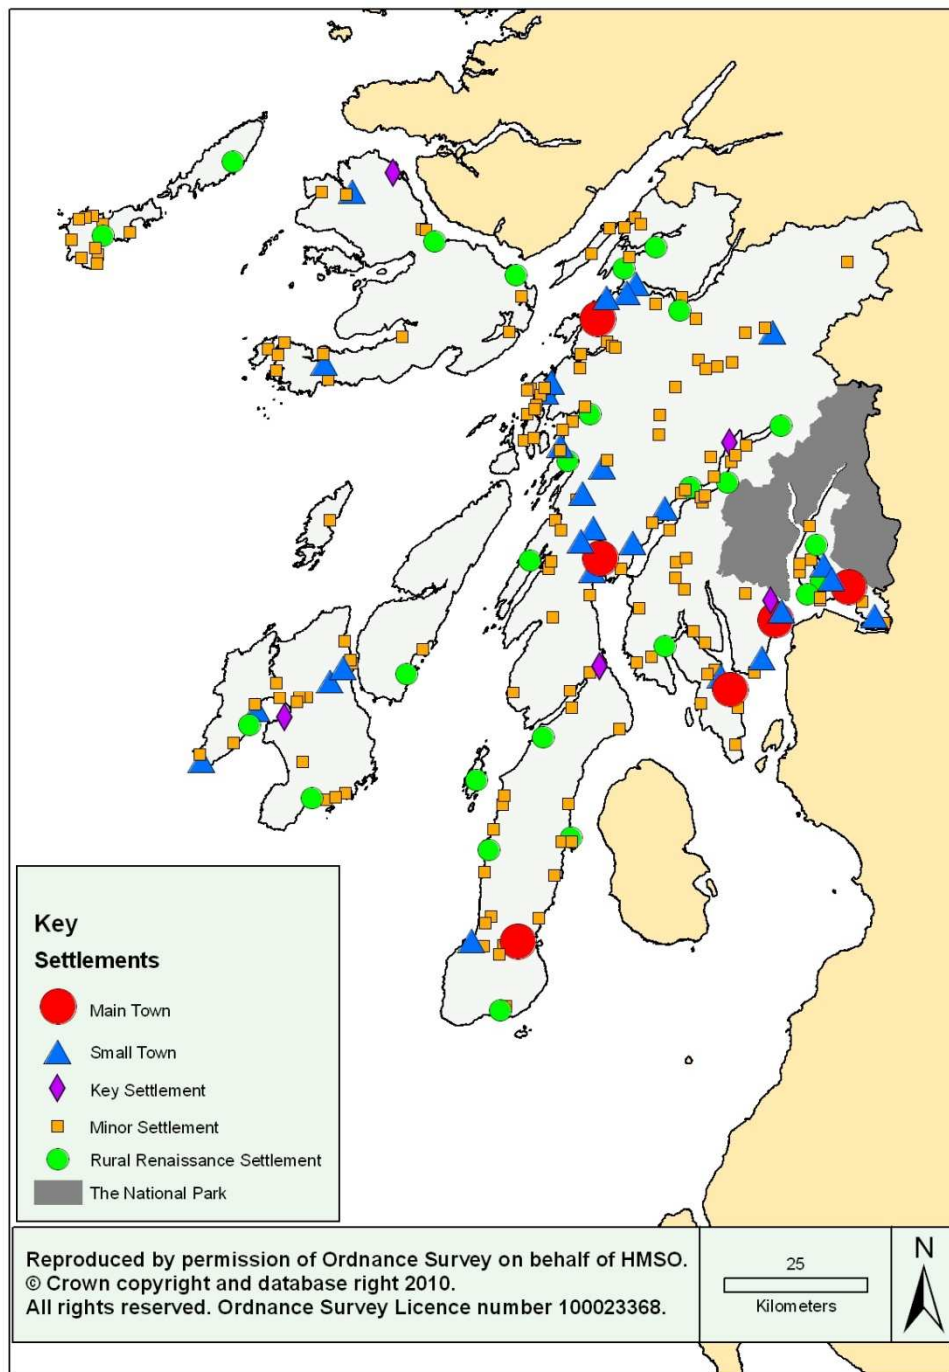 Key
Settlements
Main Town
Small Town
Key Settlement
Minor Settlement
Rural Renaissance Settlement
The National Park
Reproduced by permission of Ordnance Survey on behalf of HMSO.
© Crown copyright and database right 2010.
All rights reserved. Ordnance Survey Licence number 100023368.
25
Kilometers
N